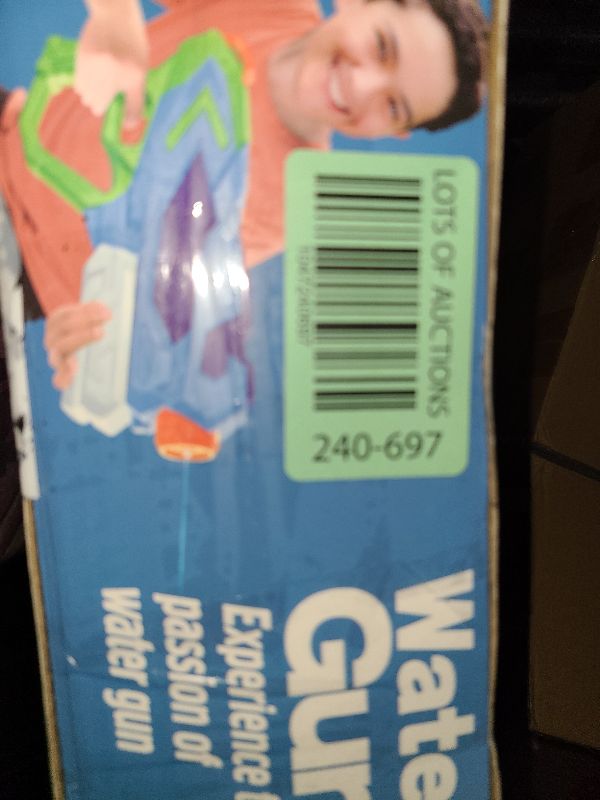 LOTS OF AUCTIONS
240-697
Wate
Gun
Experience t
passion of
water gun